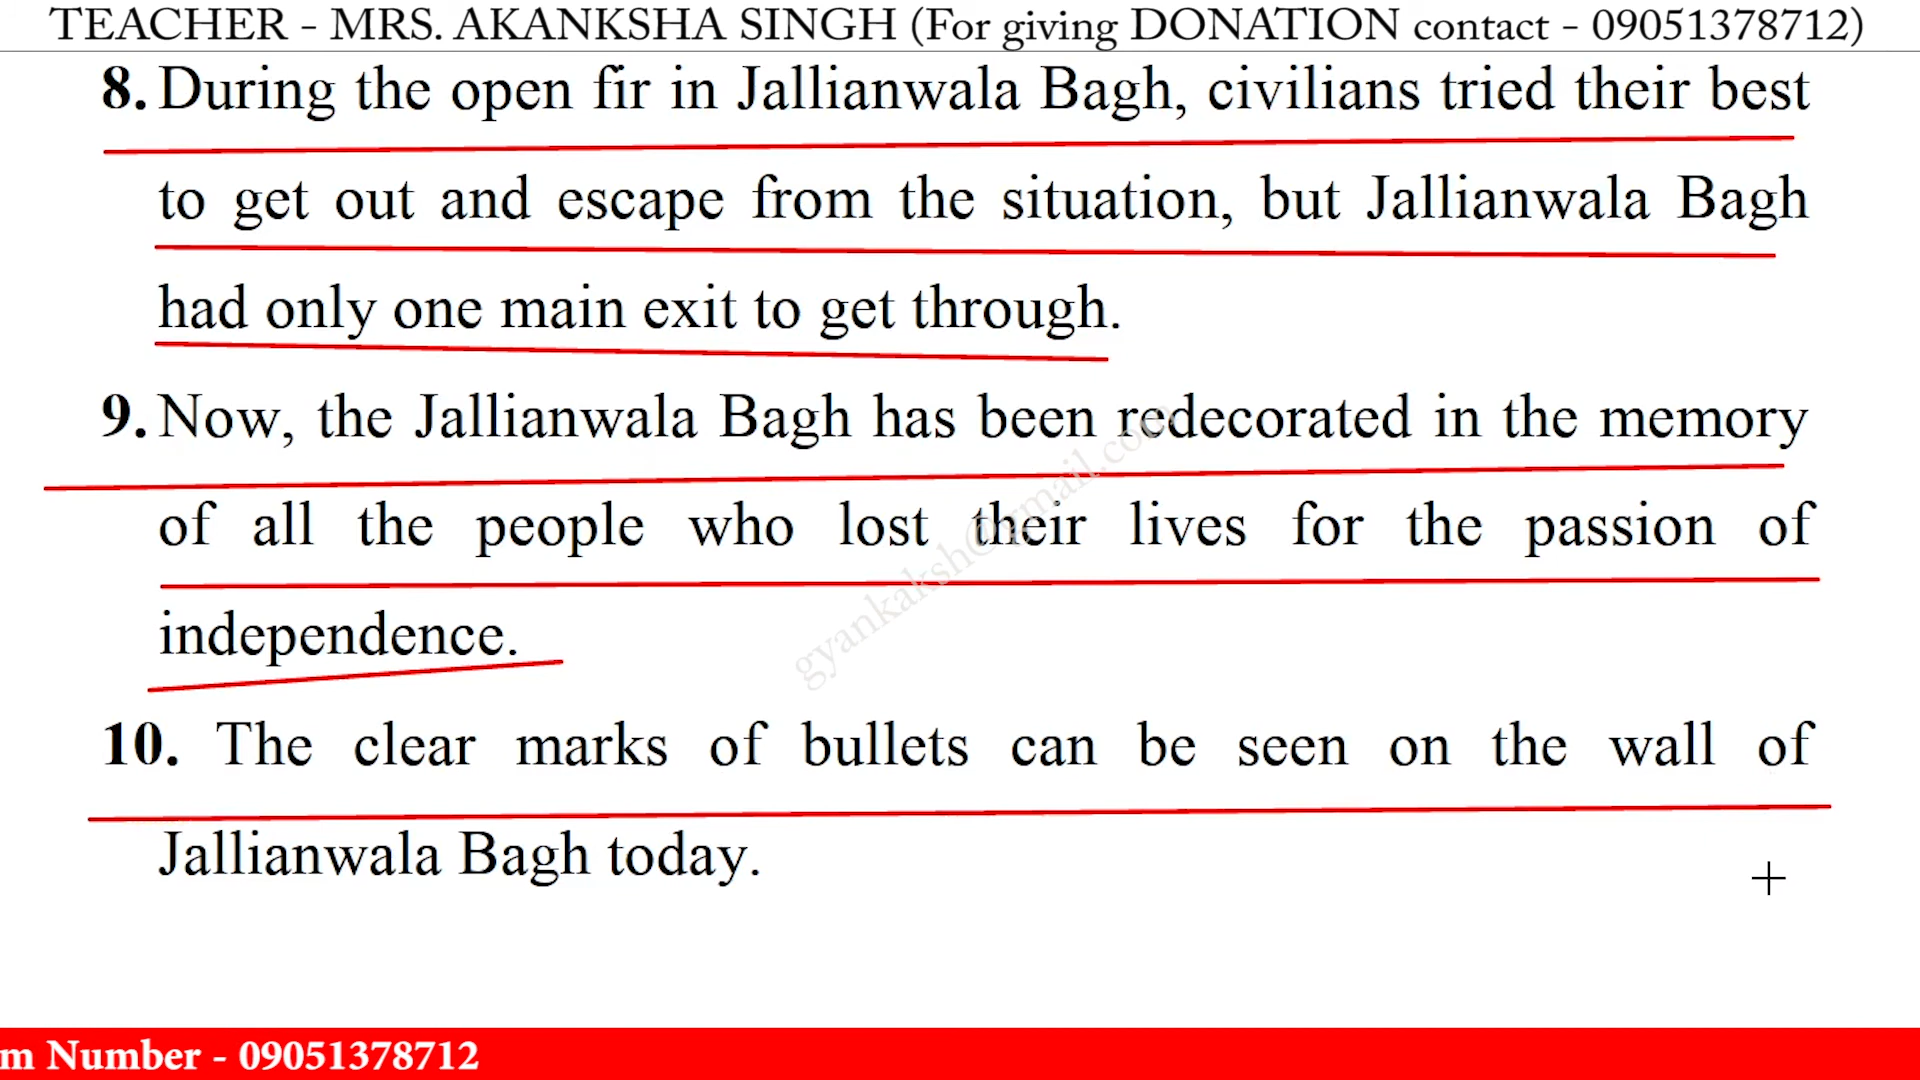 TEACHER - MRS. AKANKSHA SINGH (For giving DONATION contact - 09051378712)
8. During the open fir in Jallianwala Bagh, civilians tried their best
to get out and escape from the situation, but Jallianwala Bagh
had only one main exit to get through.
9. Now, the Jallianwala Bagh has been redecorated in the memory
of all the people who lost their lives for the passion of
independence.
gyankaksh@gmail.com
10. The clear marks of bullets can be seen on the wall of
Jallianwala Bagh today.
m Number - 09051378712